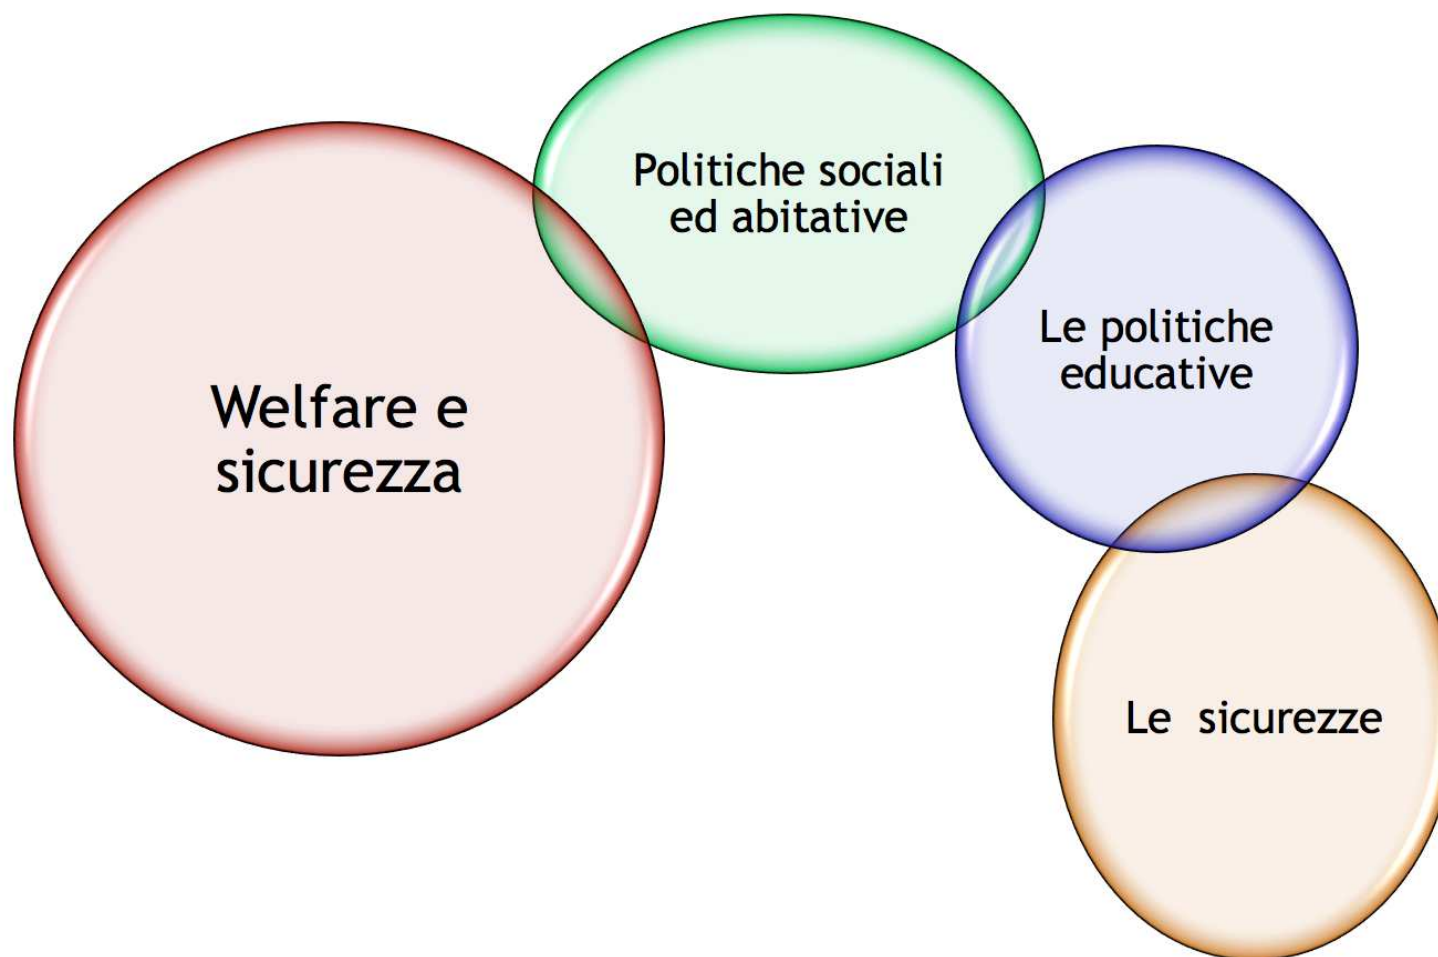 Welfare e
sicurezza
Politiche sociali
ed abitative
Le politiche
educative
Le  sicurezze